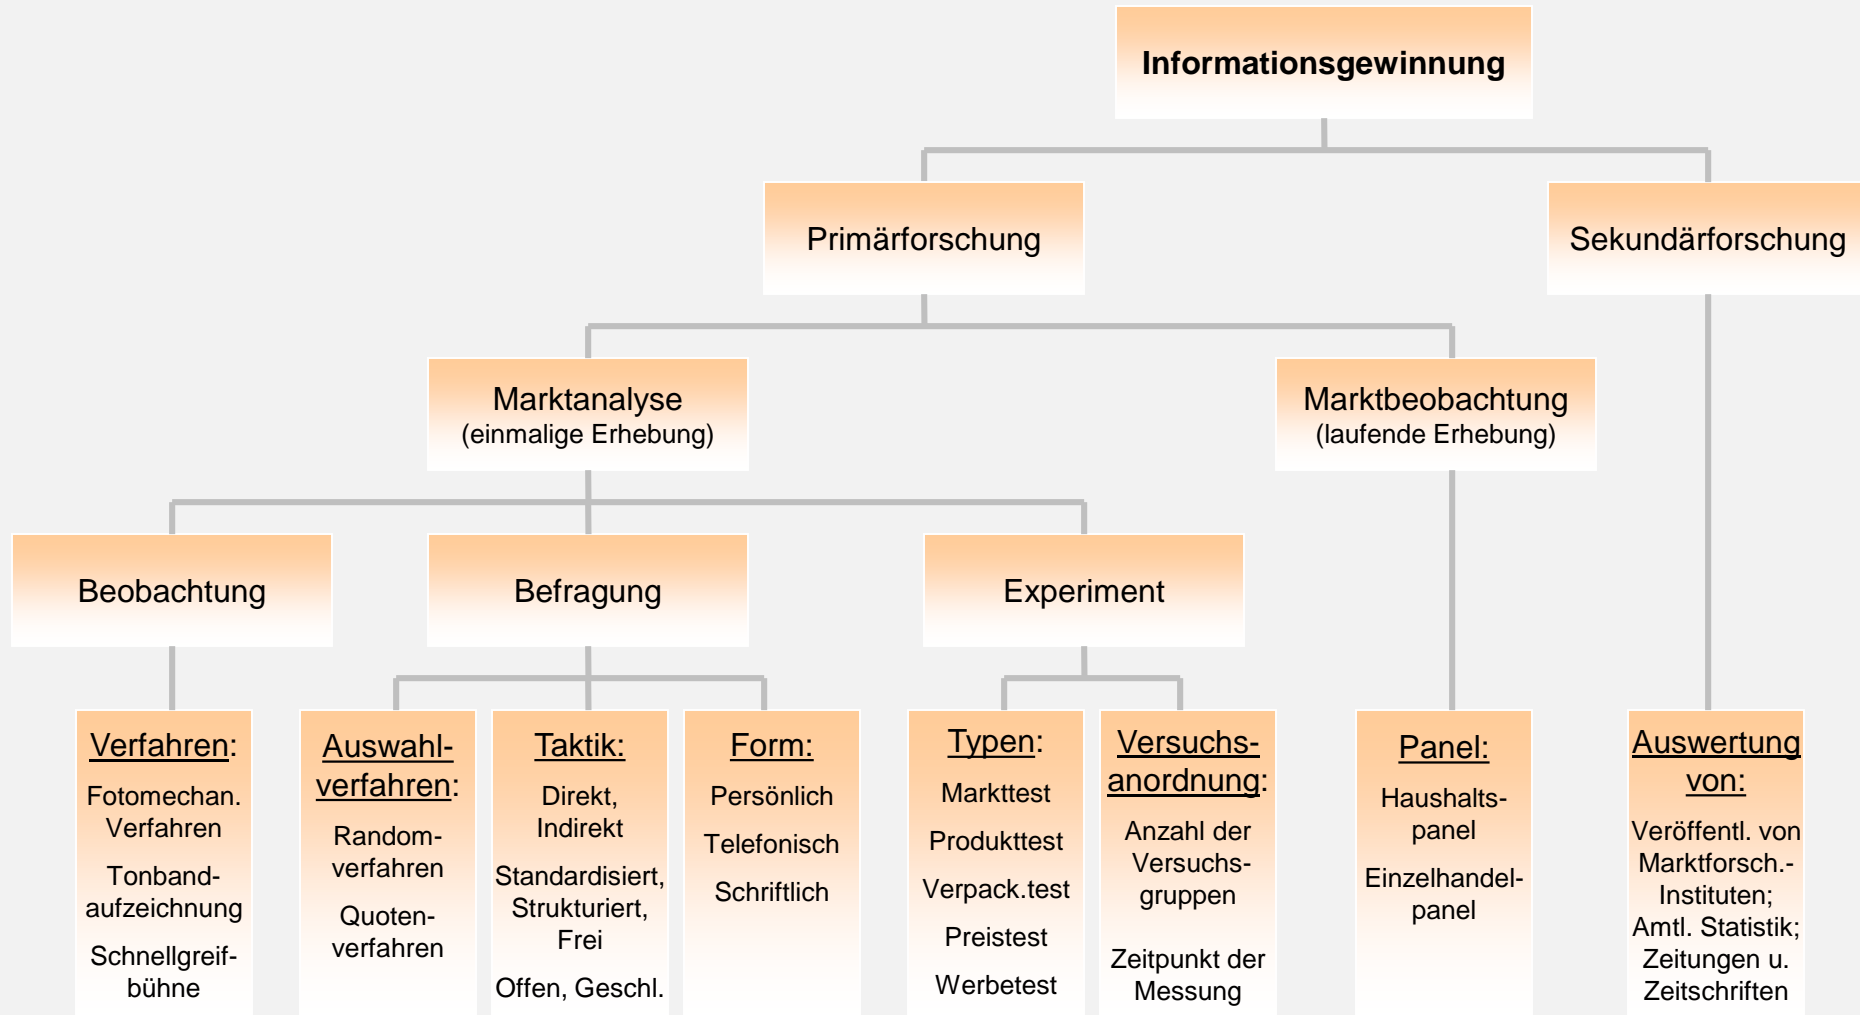 Informationsgewinnung
Primärforschung
Sekundärforschung
Marktanalyse
(einmalige Erhebung)
Marktbeobachtung
(laufende Erhebung)
Beobachtung
Befragung
Experiment
Verfahren:
Fotomechan.
Verfahren
Tonband-
aufzeichnung
Schnellgreif-
bühne
Auswahl-
verfahren:
Random-
verfahren
Quoten-
verfahren
Taktik:
Direkt,
Indirekt
Standardisiert,
Strukturiert,
Frei
Offen, Geschl.
Form:
Persönlich
Telefonisch
Schriftlich
Typen:
Markttest
Produkttest
Verpack.test
Preistest
Werbetest
Versuchs-
anordnung:
Anzahl der
Versuchs-
gruppen
Zeitpunkt der
Messung
Panel:
Haushalts-
panel
Einzelhandel-
panel
Auswertung
von:
Veröffentl. von
Marktforsch.-
Instituten;
Amtl. Statistik;
Zeitungen u.
Zeitschriften